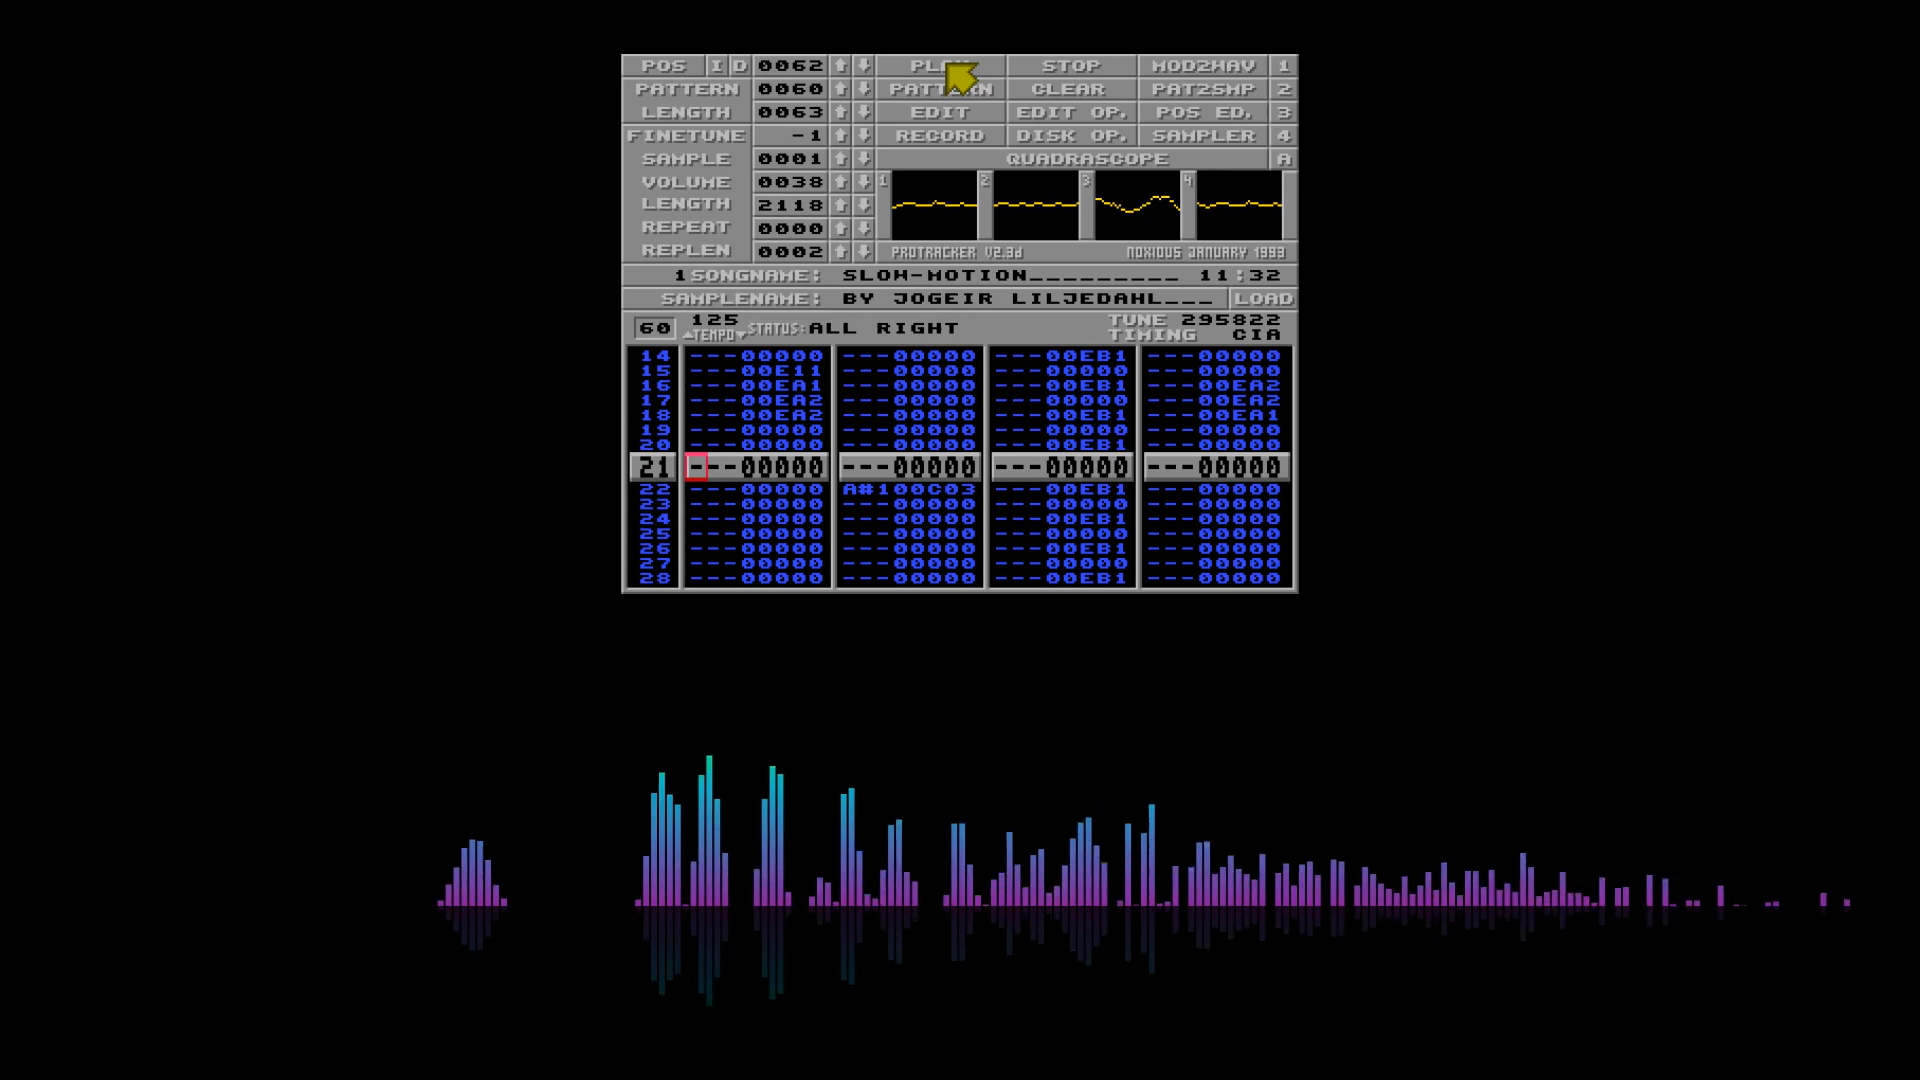 POS I D 0062 PL STOP MOD2WAV 1
PATTERN 0060 PATTERN CLEAR PAT2SMP 2
LENGTH 0063 EDIT EDIT OP. POS ED. 3
FINETUNE -1 RECORD DISK OP. SAMPLER 4
SAMPLE 0001 QUADRASCOPE A
VOLUME 0038 1 2 3 4
LENGTH 2118
REPEAT 0000
REPLEN 0002 PROTRACKER V2.3d NOXIOUS JANUARY 1993
1 SONGNAME: SLOW-MOTION_________ 11:32
SAMPLENAME: BY JOGEIR LILJEDAHL___ LOAD
60 125 TEMPO STATUS: ALL RIGHT TUNE 295822
TIMING CIA
14 ---00000 ---00000 ---00EB1 ---00000
15 ---00E11 ---00000 ---00000 ---00000
16 ---00EA1 ---00000 ---00EB1 ---00EA2
17 ---00EA2 ---00000 ---00000 ---00EA2
18 ---00EA2 ---00000 ---00EB1 ---00EA1
19 ---00000 ---00000 ---00000 ---00000
20 ---00000 ---00000 ---00EB1 ---00000
21 ---00000 ---00000 ---00000 ---00000
22 ---00000 A#100C03 ---00EB1 ---00000
23 ---00000 ---00000 ---00000 ---00000
24 ---00000 ---00000 ---00EB1 ---00000
25 ---00000 ---00000 ---00000 ---00000
26 ---00000 ---00000 ---00EB1 ---00000
27 ---00000 ---00000 ---00000 ---00000
28 ---00000 ---00000 ---00EB1 ---00000